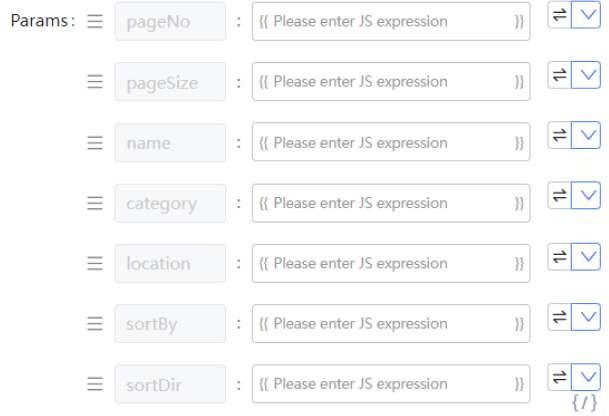 Params : pageNo : {{ Please enter JS expression }}
pageSize : {{ Please enter JS expression }}
name : {{ Please enter JS expression }}
category : {{ Please enter JS expression }}
location : {{ Please enter JS expression }}
sortBy : {{ Please enter JS expression }}
sortDir : {{ Please enter JS expression }}
{/}